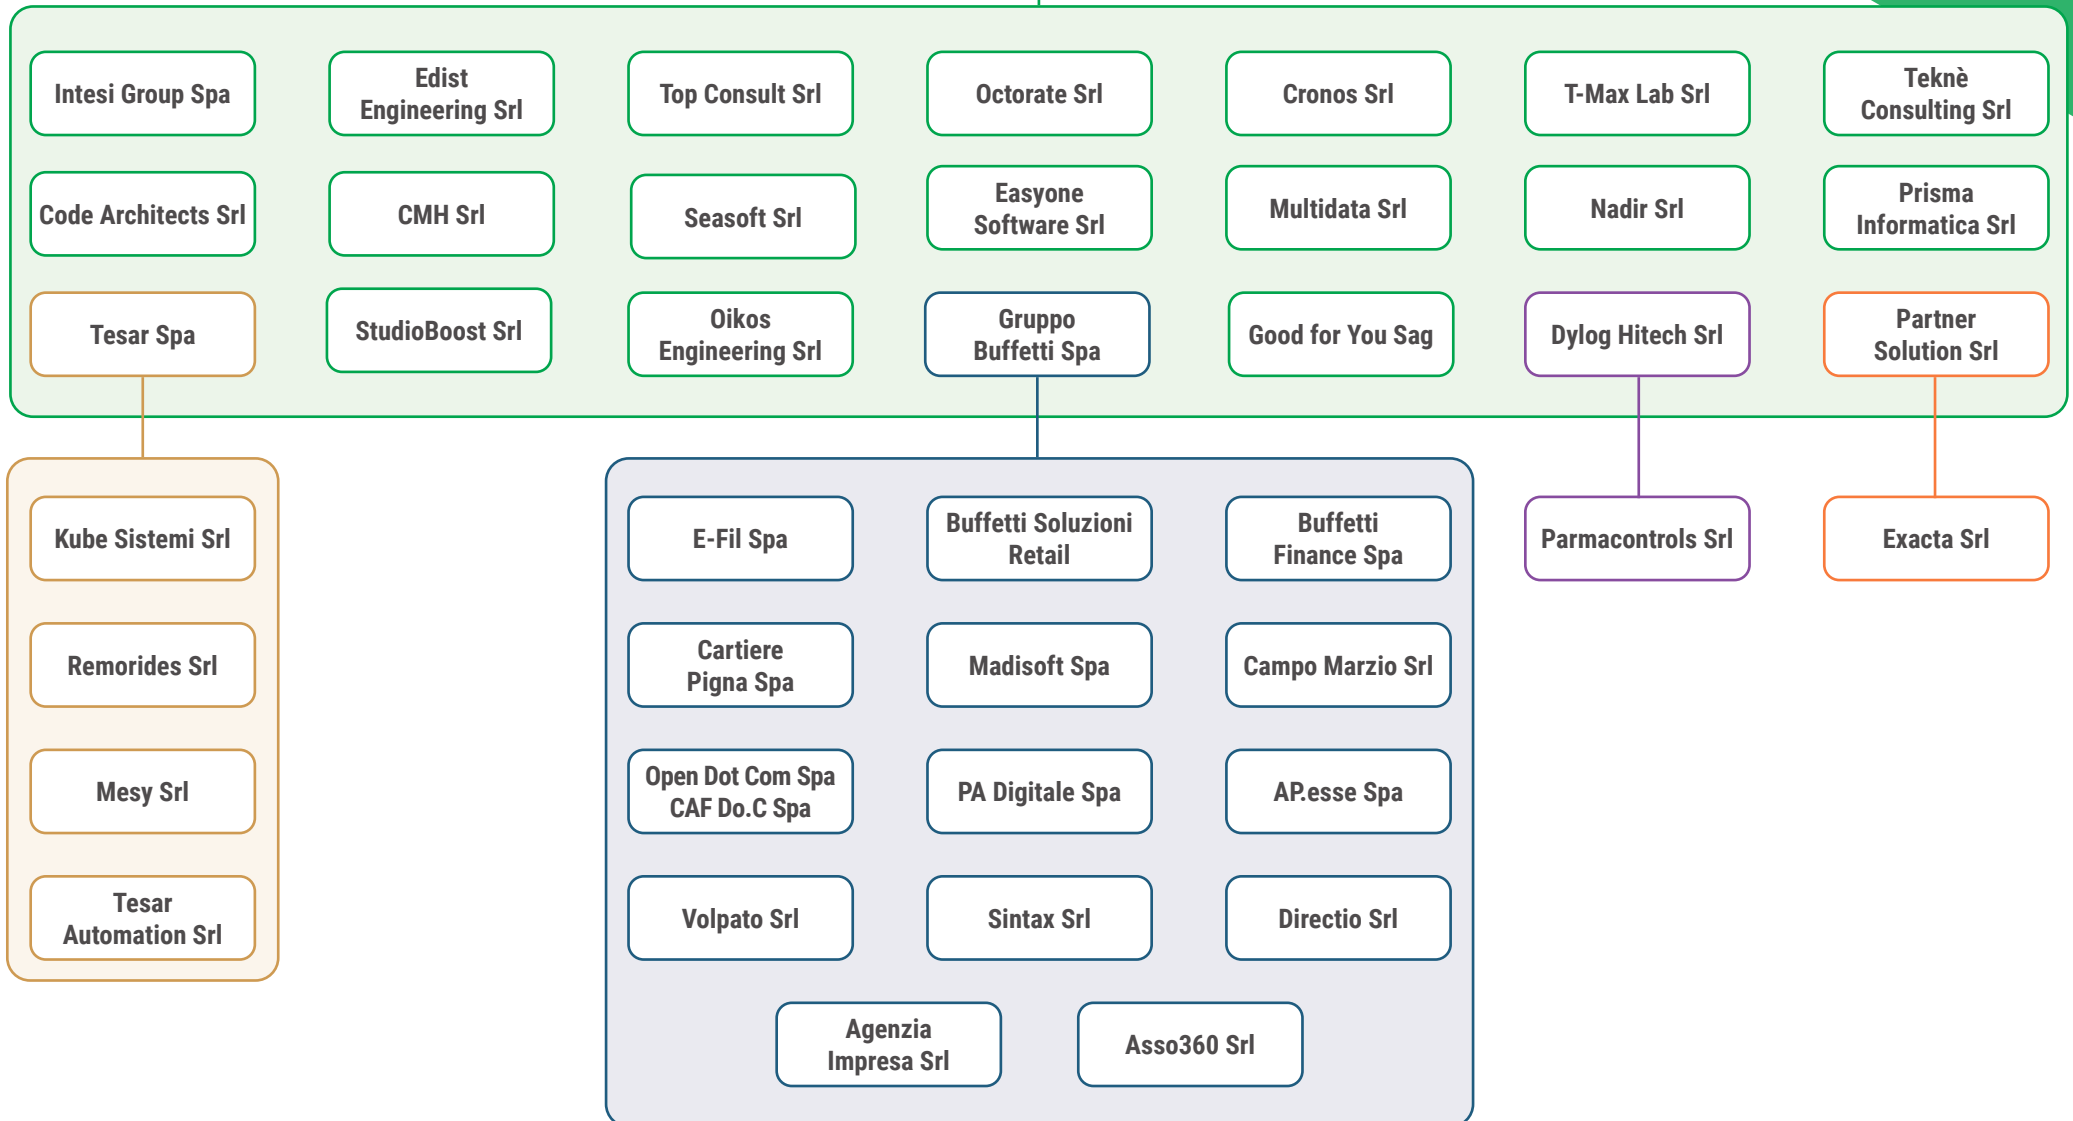 Intesi Group Spa
Edist
Engineering Srl
Top Consult Srl
Octorate Srl
Cronos Srl
T-Max Lab Srl
Teknè
Consulting Srl
Code Architects Srl
CMH Srl
Seasoft Srl
Easyone
Software Srl
Multidata Srl
Nadir Srl
Prisma
Informatica Srl
Tesar Spa
StudioBoost Srl
Oikos
Engineering Srl
Gruppo
Buffetti Spa
Good for You Sag
Dylog Hitech Srl
Partner
Solution Srl
Kube Sistemi Srl
Remorides Srl
Mesy Srl
Tesar
Automation Srl
E-Fil Spa
Buffetti Soluzioni
Retail
Buffetti
Finance Spa
Cartiere
Pigna Spa
Madisoft Spa
Campo Marzio Srl
Open Dot Com Spa
CAF Do.C Spa
PA Digitale Spa
AP.esse Spa
Volpato Srl
Sintax Srl
Directio Srl
Agenzia
Impresa Srl
Asso360 Srl
Parmacontrols Srl
Exacta Srl